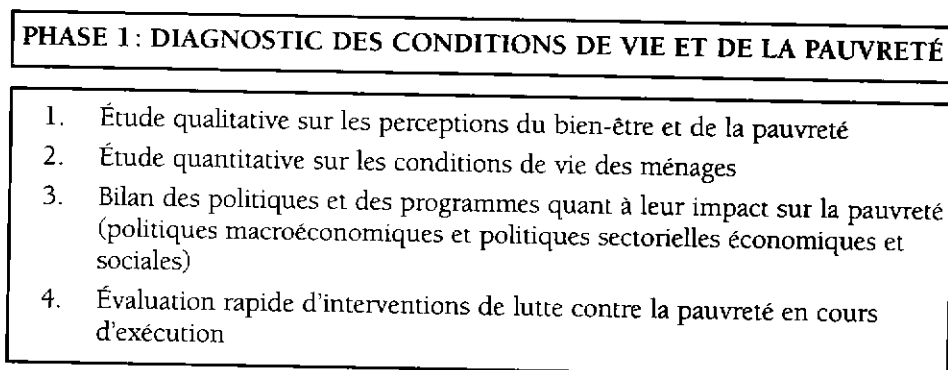 PHASE 1 : DIAGNOSTIC DES CONDITIONS DE VIE ET DE LA PAUVRETÉ
1. Étude qualitative sur les perceptions du bien-être et de la pauvreté
2. Étude quantitative sur les conditions de vie des ménages
3. Bilan des politiques et des programmes quant à leur impact sur la pauvreté
(politiques macroéconomiques et politiques sectorielles économiques et
sociales)
4. Évaluation rapide d'interventions de lutte contre la pauvreté en cours
d'exécution